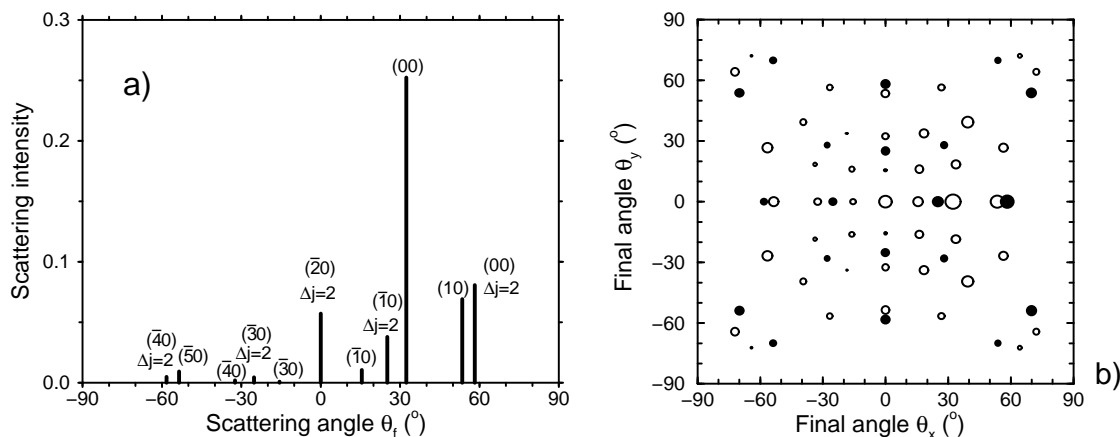 a)
Scattering intensity
0.3
0.2
0.1
0.0
(00)
(2̅0)
Δj=2
(1̅0)
Δj=2
(10)
(00)
Δj=2
(4̅0)
Δj=2
(5̅0)
(3̅0)
Δj=2
(4̅0)
(3̅0)
(1̅0)
−90 −60 −30 0 30 60 90
Scattering angle θf (°)
Final angle θy (°)
90
60
30
0
−30
−60
−90
−90 −60 −30 0 30 60 90
Final angle θx (°)
b)